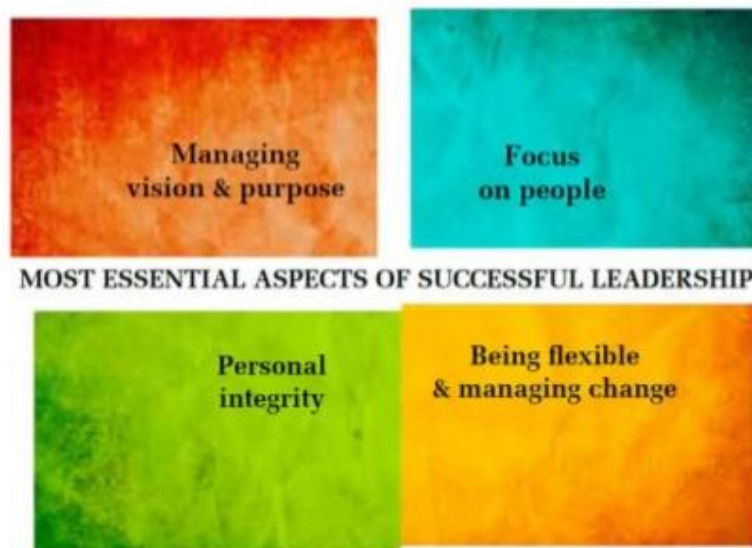 Managing
vision & purpose
Focus
on people
MOST ESSENTIAL ASPECTS OF SUCCESSFUL LEADERSHIP
Personal
integrity
Being flexible
& managing change